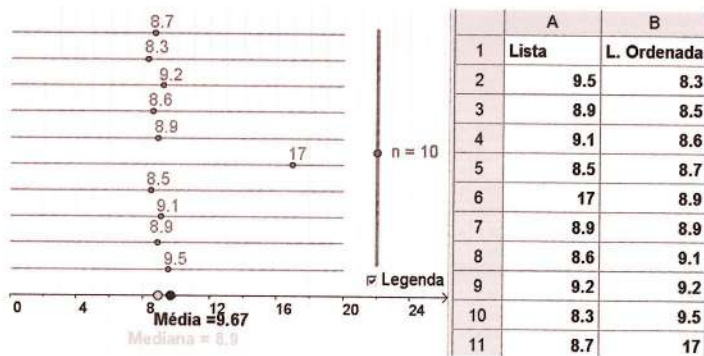 8.7
8.3
9.2
8.6
8.9
17
n = 10
8.5
9.1
8.9
9.5
Legenda
0 4 8 12 16 20 24
Média =9.67
Mediana = 8.9
A B
1 Lista L. Ordenada
2 9.5 8.3
3 8.9 8.5
4 9.1 8.6
5 8.5 8.7
6 17 8.9
7 8.9 8.9
8 8.6 9.1
9 9.2 9.2
10 8.3 9.5
11 8.7 17